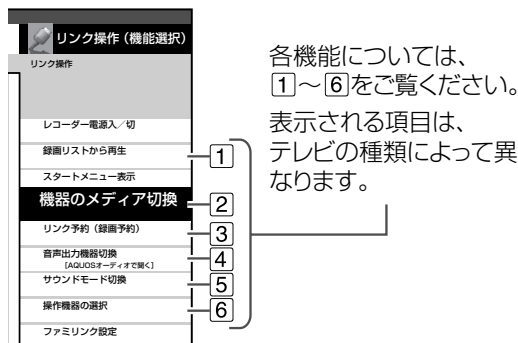 リンク操作（機能選択）
リンク操作
レコーダー電源入／切
録画リストから再生
1
スタートメニュー表示
機器のメディア切換
2
リンク予約（録画予約）
3
音声出力機器切換
4
［AQUOSオーディオで聞く］
サウンドモード切換
5
操作機器の選択
6
ファミリンク設定
各機能については、
1～6をご覧ください。
表示される項目は、
テレビの種類によって異
なります。